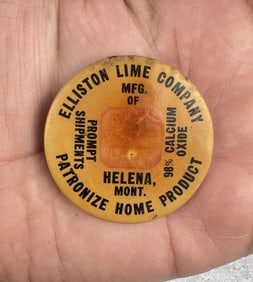 ELLISTON LIME COMPANY
MFG.
OF
PROMPT
SHIPMENTS
98% CALCIUM
OXIDE
HELENA,
MONT.
PATRONIZE HOME PRODUCT